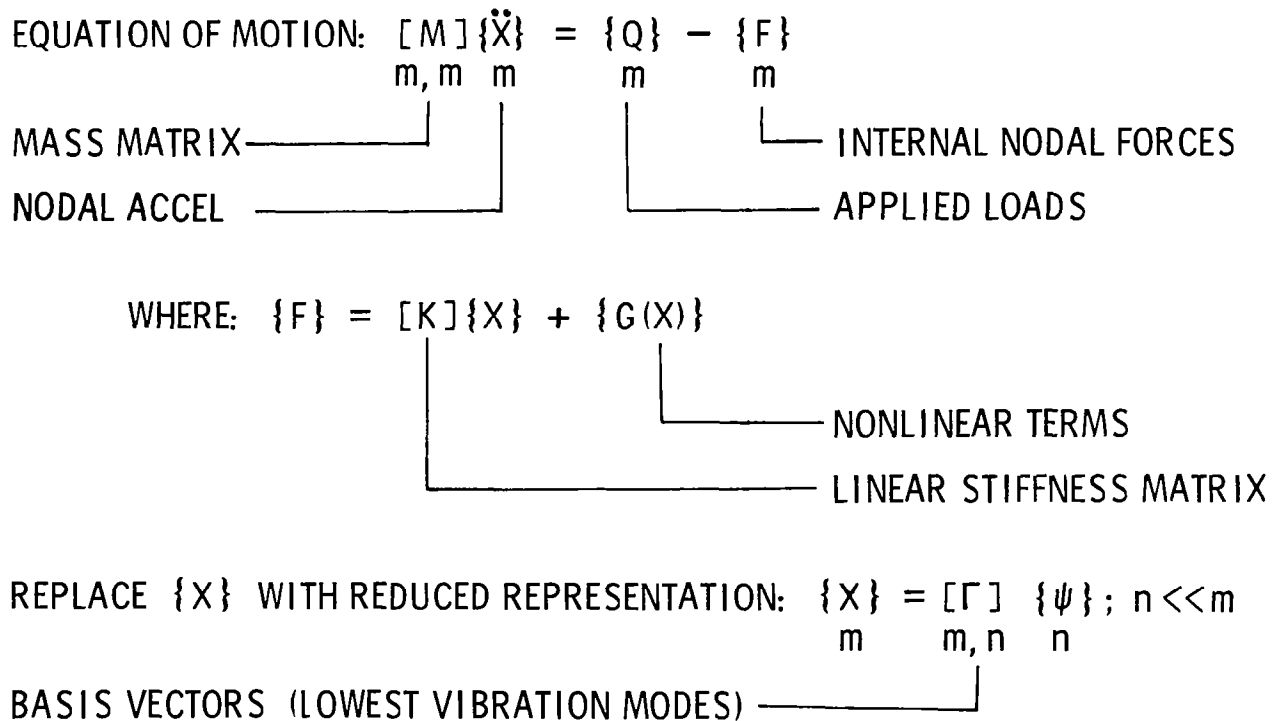 EQUATION OF MOTION: [M]{Ẍ} = {Q} − {F}
m,m m m m
MASS MATRIX INTERNAL NODAL FORCES
NODAL ACCEL APPLIED LOADS
WHERE: {F} = [K]{X} + {G(X)}
NONLINEAR TERMS
LINEAR STIFFNESS MATRIX
REPLACE {X} WITH REDUCED REPRESENTATION: {X} = [Γ] {ψ}; n<<m
m m,n n
BASIS VECTORS (LOWEST VIBRATION MODES)